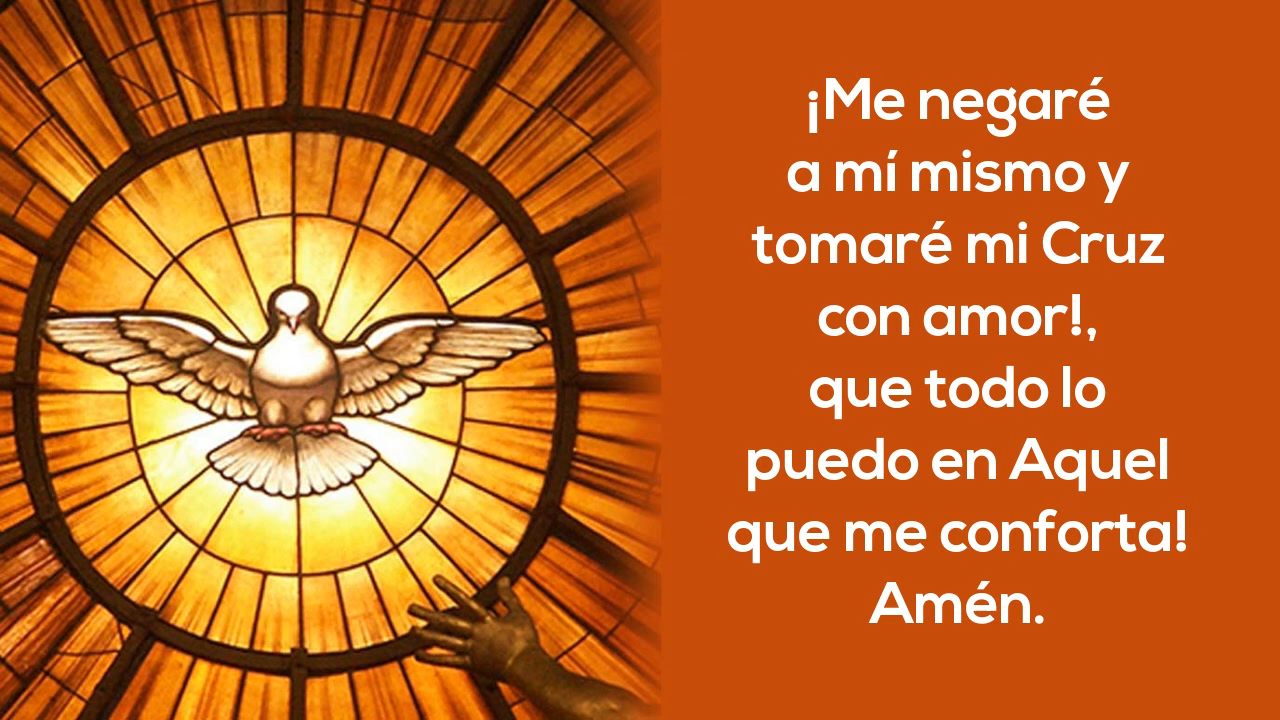 ¡Me negaré
a mí mismo y
tomaré mi Cruz
con amor!,
que todo lo
puedo en Aquel
que me conforta!
Amén.